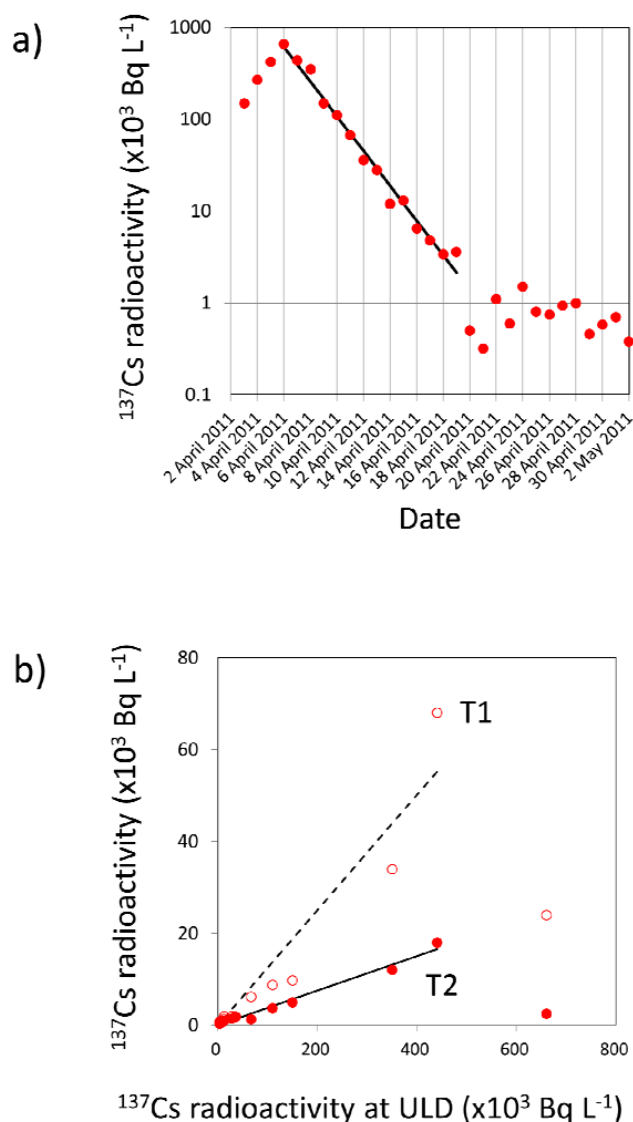 a)
¹³⁷Cs radioactivity (x10³ Bq L⁻¹)
1000
100
10
1
0.1
2 April 2011
4 April 2011
6 April 2011
8 April 2011
10 April 2011
12 April 2011
14 April 2011
16 April 2011
18 April 2011
20 April 2011
22 April 2011
24 April 2011
26 April 2011
28 April 2011
30 April 2011
2 May 2011
Date
b)
¹³⁷Cs radioactivity (x10³ Bq L⁻¹)
80
60
40
20
0
T1
T2
0
200
400
600
800
¹³⁷Cs radioactivity at ULD (x10³ Bq L⁻¹)